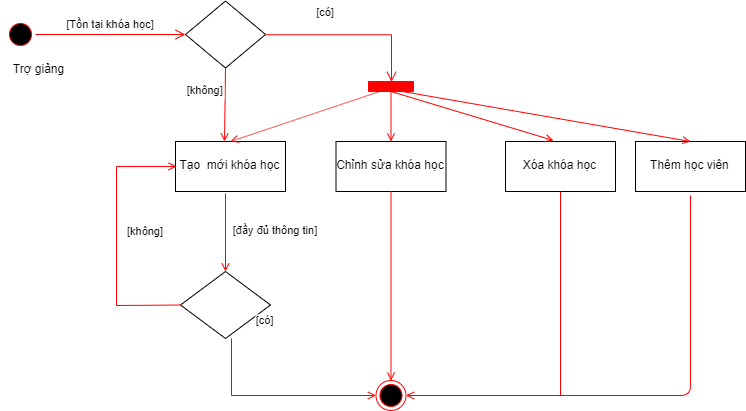 [có]
[Tồn tại khóa học]
Trợ giảng
[không]
Tạo mới khóa học
Chỉnh sửa khóa học
Xóa khóa học
Thêm học viên
[không]
[đầy đủ thông tin]
[có]